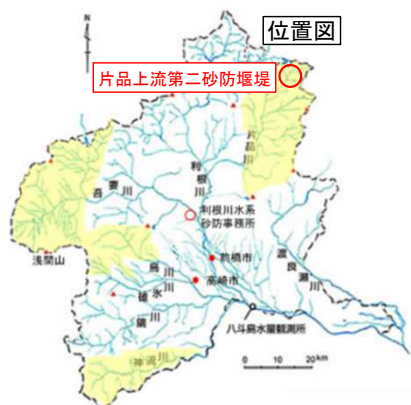 位置図
N
片品上流第二砂防堰堤
片品川
利根川
吾妻川
利根川水系
砂防事務所
浅間山
烏川
前橋市
渡良瀬川
碓氷川
高崎市
鏑川
八斗島水量観測所
神流川
0 10 20km